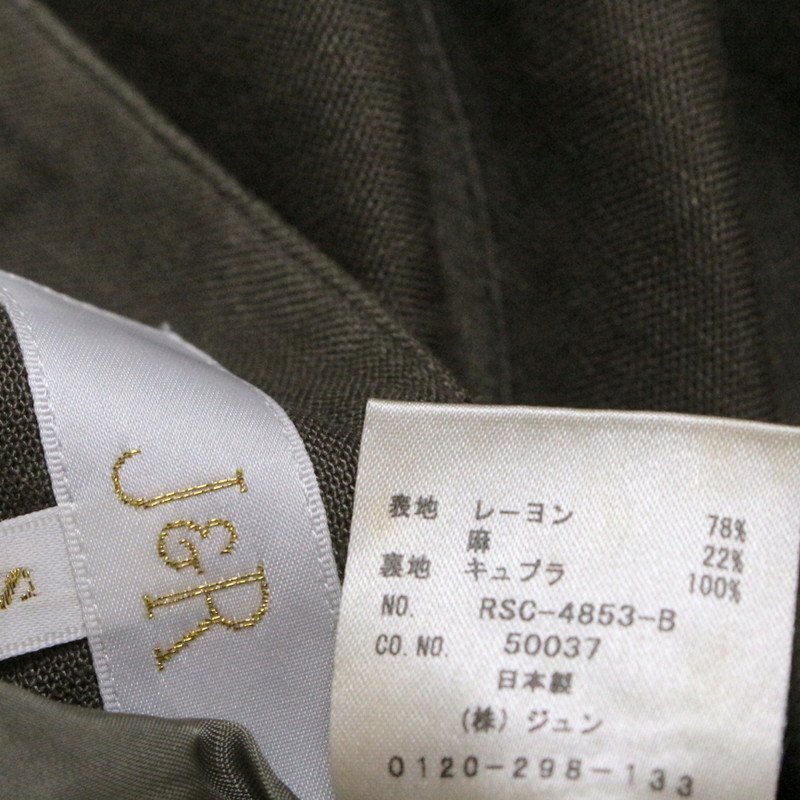 J&R
S
表地 レーヨン 78%
麻 22%
裏地 キュプラ 100%
NO. RSC-4853-B
CO.NO. 50037
日本製
(株) ジュン
0120-298-133